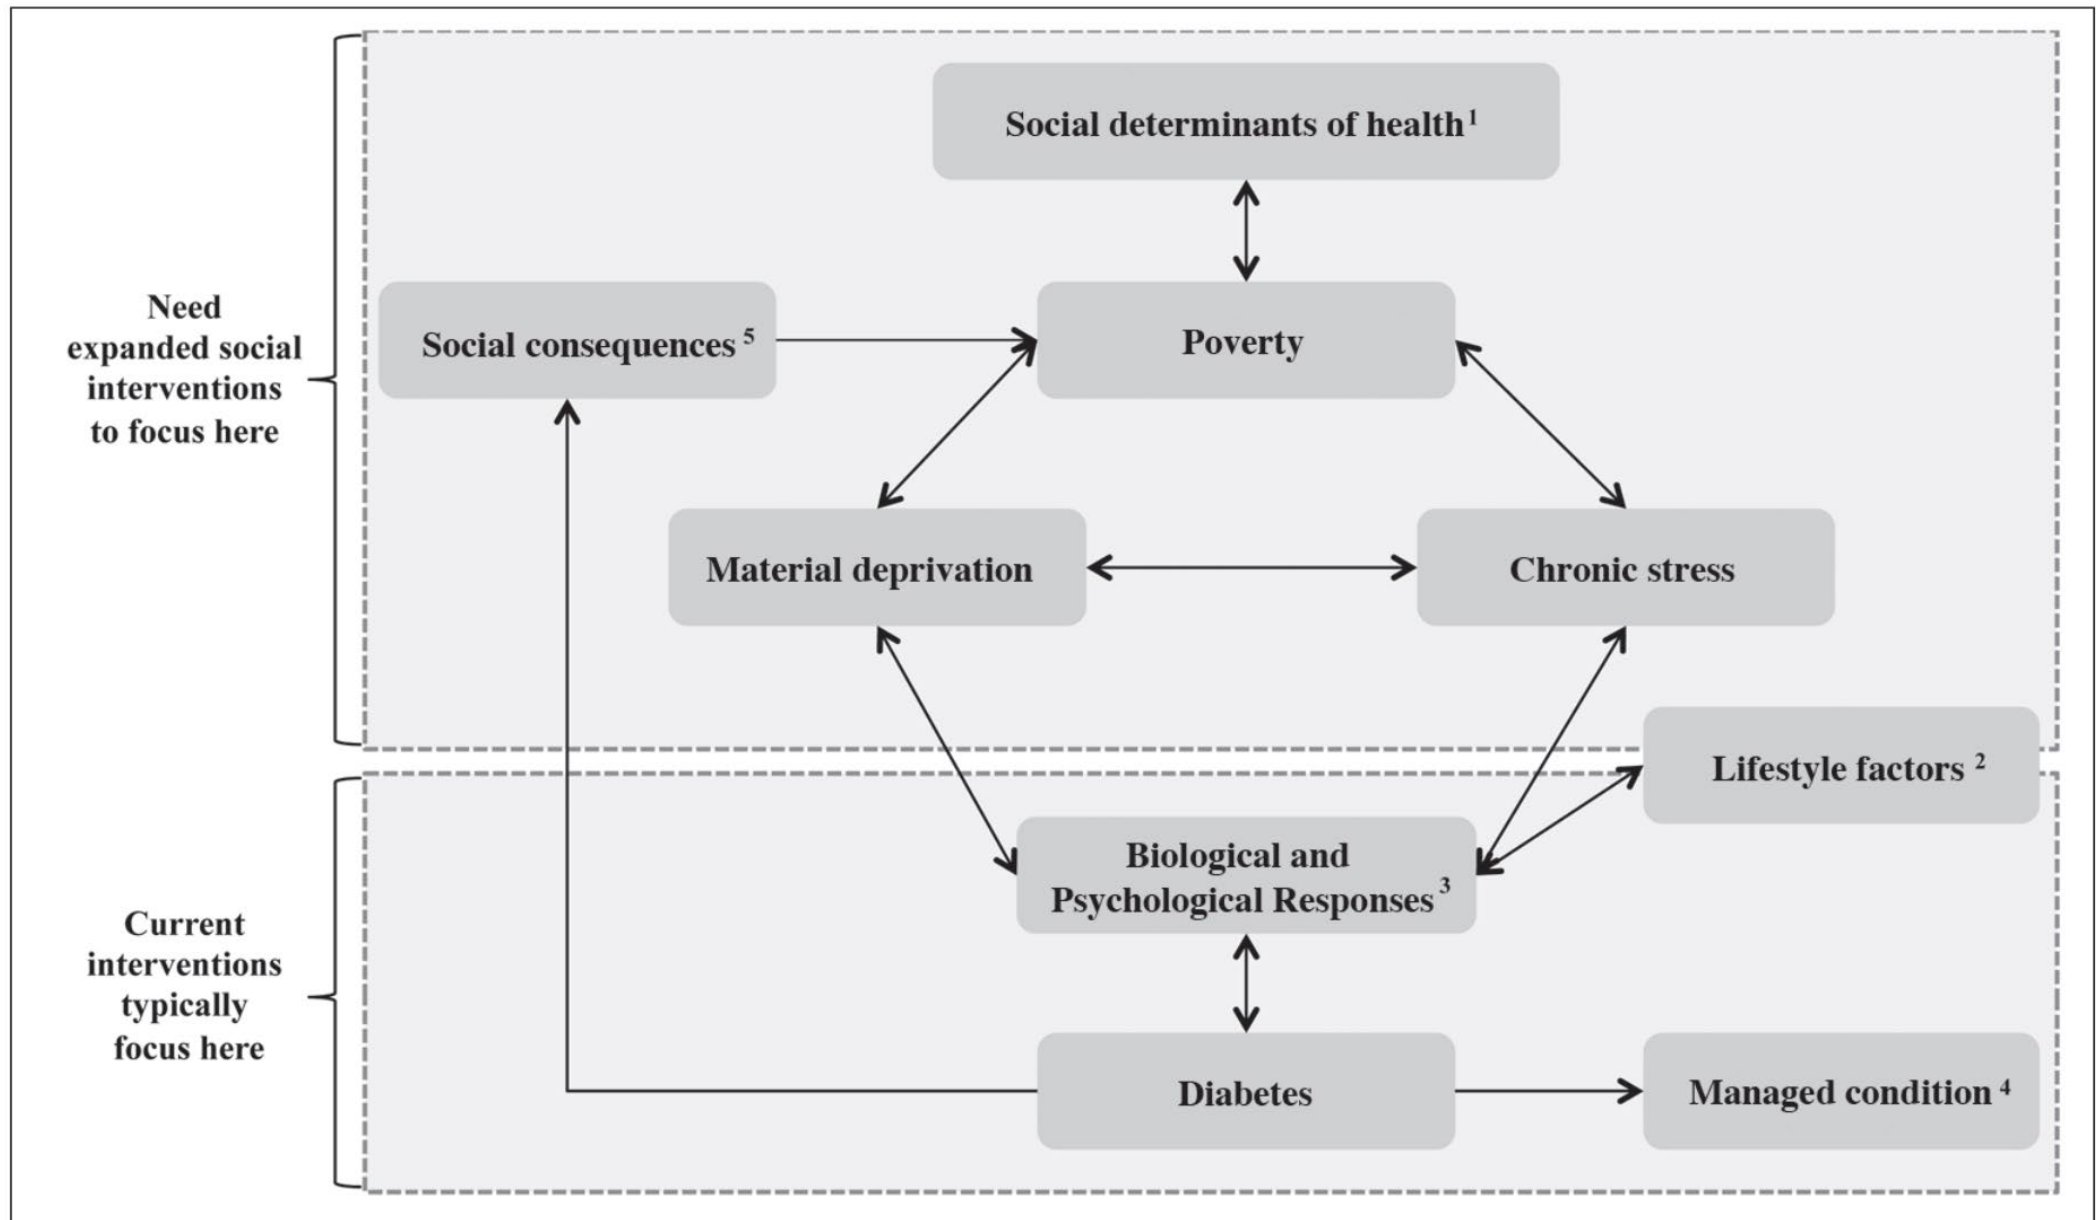 Social determinants of health 1
Need
expanded social
interventions
to focus here
Social consequences 5
Poverty
Material deprivation
Chronic stress
Lifestyle factors 2
Current
interventions
typically
focus here
Biological and
Psychological Responses 3
Diabetes
Managed condition 4